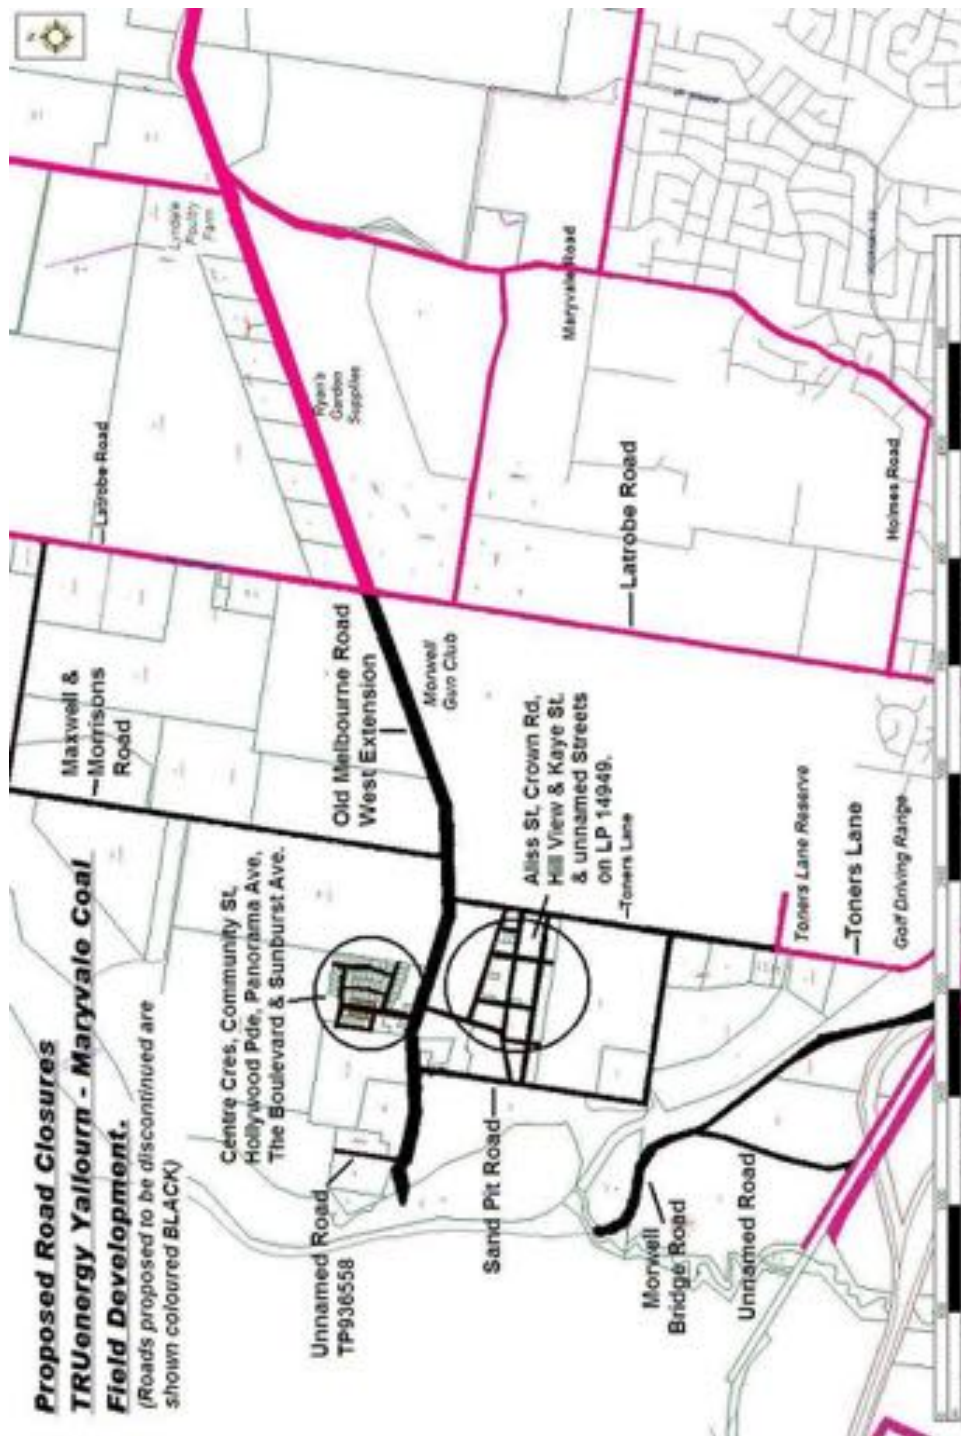 Proposed Road Closures
TRUenergy Yallourn - Maryvale Coal
Field Development.
(Roads proposed to be discontinued are
shown coloured BLACK)
N
Maxwell &
Morrisons
Road
Latrobe Road
Lyndale
Poultry
Farm
Centre Cres, Community St,
Hollywood Pde, Panorama Ave,
The Boulevard & Sunburst Ave.
Old Melbourne Road
West Extension
Ryan's
Garden
Supplies
Unnamed Road
TP936558
Morwell
Gun Club
Sand Pit Road
Aliss St, Crown Rd,
Hill View & Kaye St.
& unnamed Streets
on LP 14949.
Toners Lane
Latrobe Road
Maryvale Road
Morwell
Bridge Road
Unnamed Road
Toners Lane Reserve
Toners Lane
Golf Driving Range
Holmes Road